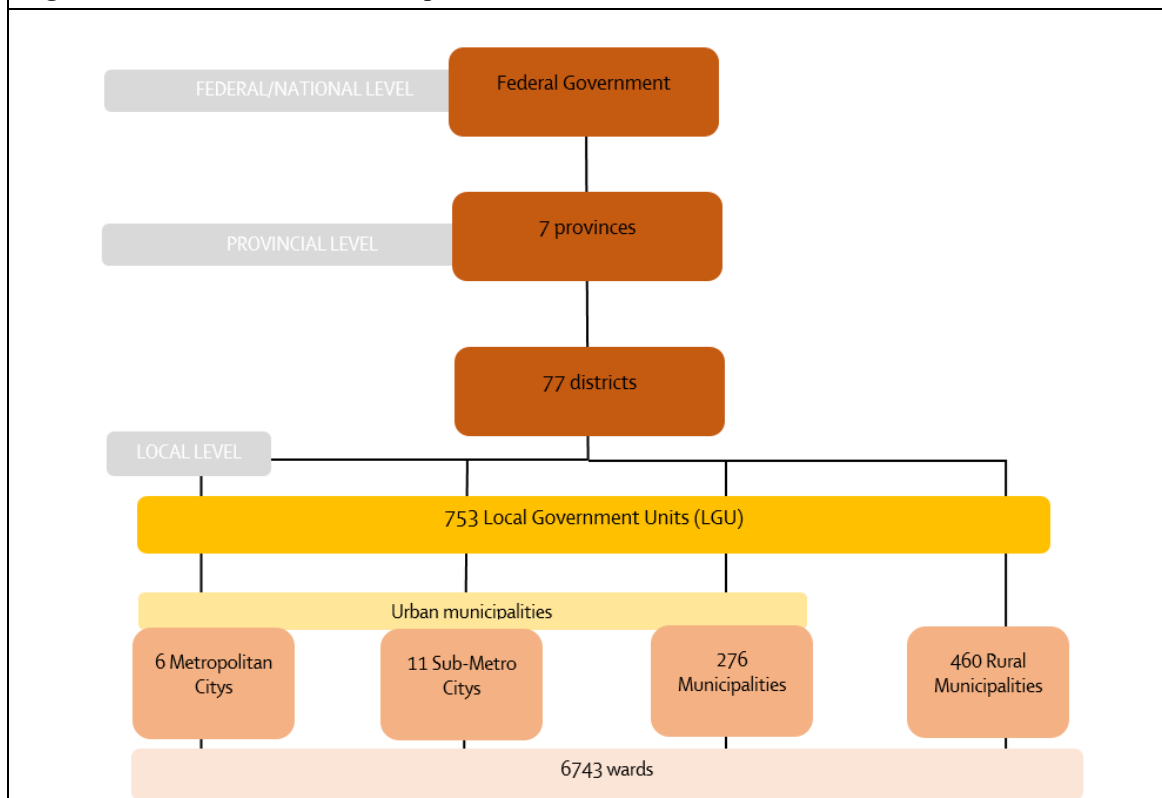 FEDERAL/NATIONAL LEVEL
Federal Government
PROVINCIAL LEVEL
7 provinces
77 districts
LOCAL LEVEL
753 Local Government Units (LGU)
Urban municipalities
6 Metropolitan
Citys
11 Sub-Metro
Citys
276
Municipalities
460 Rural
Municipalities
6743 wards